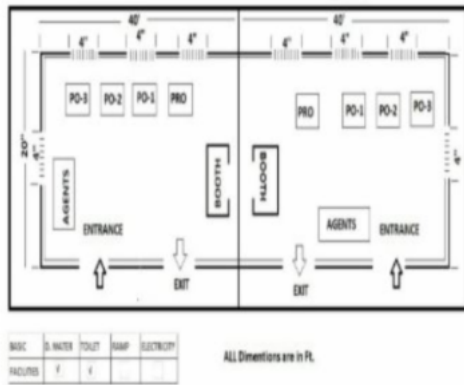 40' 40'
4" 4" 4" 4" 4" 4"
PO-3 PO-2 PO-1 PRO PRO PO-1 PO-2 PO-3
20" 4" 4"
AGENTS BOOTH BOOTH
AGENTS
ENTRANCE ENTRANCE
EXIT EXIT
BASIC D. WATER TOILET RAMP ELECTRICITY
FACILITIES
ALL Dimentions are in Ft.